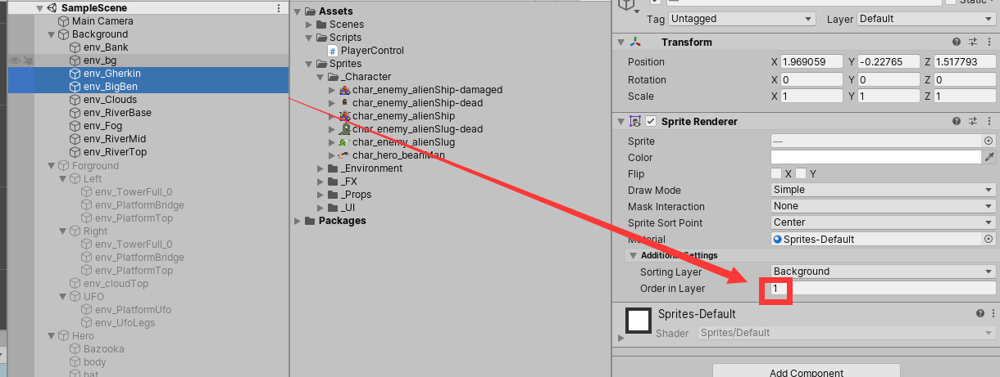 SampleScene
Main Camera
Background
env_Bank
env_bg
env_Gherkin
env_BigBen
env_Clouds
env_RiverBase
env_Fog
env_RiverMid
env_RiverTop
Forground
Left
env_TowerFull_0
env_PlatformBridge
env_PlatformTop
Right
env_TowerFull_0
env_PlatformBridge
env_PlatformTop
env_cloudTop
UFO
env_PlatformUfo
env_UfoLegs
Hero
Bazooka
body
hat
Assets
Scenes
Scripts
# PlayerControl
Sprites
_Character
char_enemy_alienShip-damaged
char_enemy_alienShip-dead
char_enemy_alienShip
char_enemy_alienSlug-dead
char_enemy_alienSlug
char_hero_beanMan
_Environment
_FX
_Props
_UI
Packages
Static
Tag Untagged Layer Default
Transform
Position X 1.969059 Y -0.22765 Z 1.517793
Rotation X 0 Y 0 Z 0
Scale X 1 Y 1 Z 1
Sprite Renderer
Sprite —
Color
Flip X Y
Draw Mode Simple
Mask Interaction None
Sprite Sort Point Center
Material Sprites-Default
Additional Settings
Sorting Layer Background
Order in Layer 1
Sprites-Default
Shader Sprites/Default
Add Component